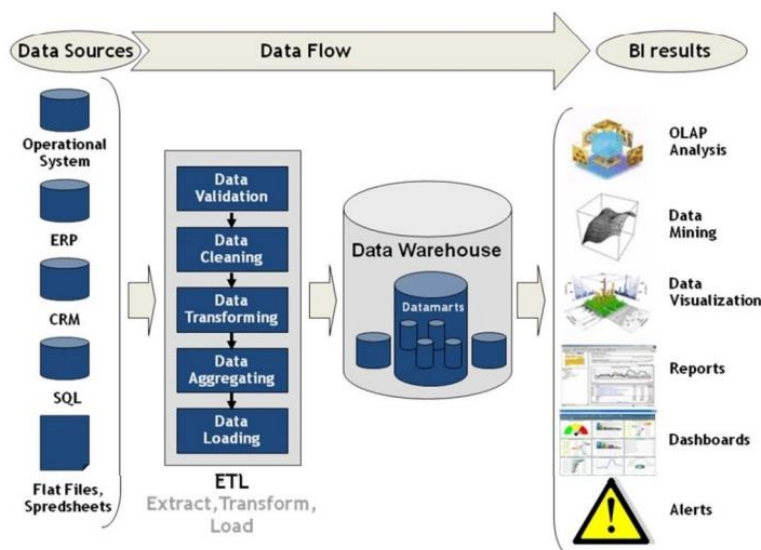 Data Sources
Data Flow
BI results
Operational
System
ERP
CRM
SQL
Flat Files,
Spredsheets
Data
Validation
Data
Cleaning
Data
Transforming
Data
Aggregating
Data
Loading
ETL
Extract,Transform,
Load
Data Warehouse
Datamarts
OLAP
Analysis
Data
Mining
Data
Visualization
Reports
Dashboards
!
Alerts